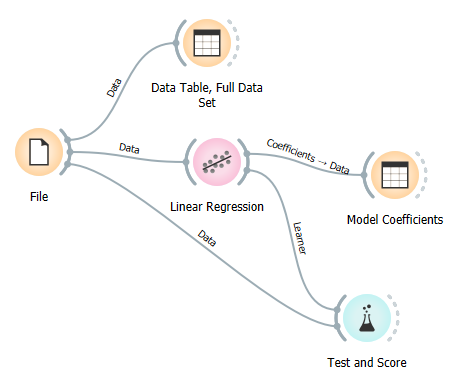 Data
Data Table, Full Data
Set
Data
Coefficients → Data
File
Linear Regression
Model Coefficients
Data
Learner
Test and Score